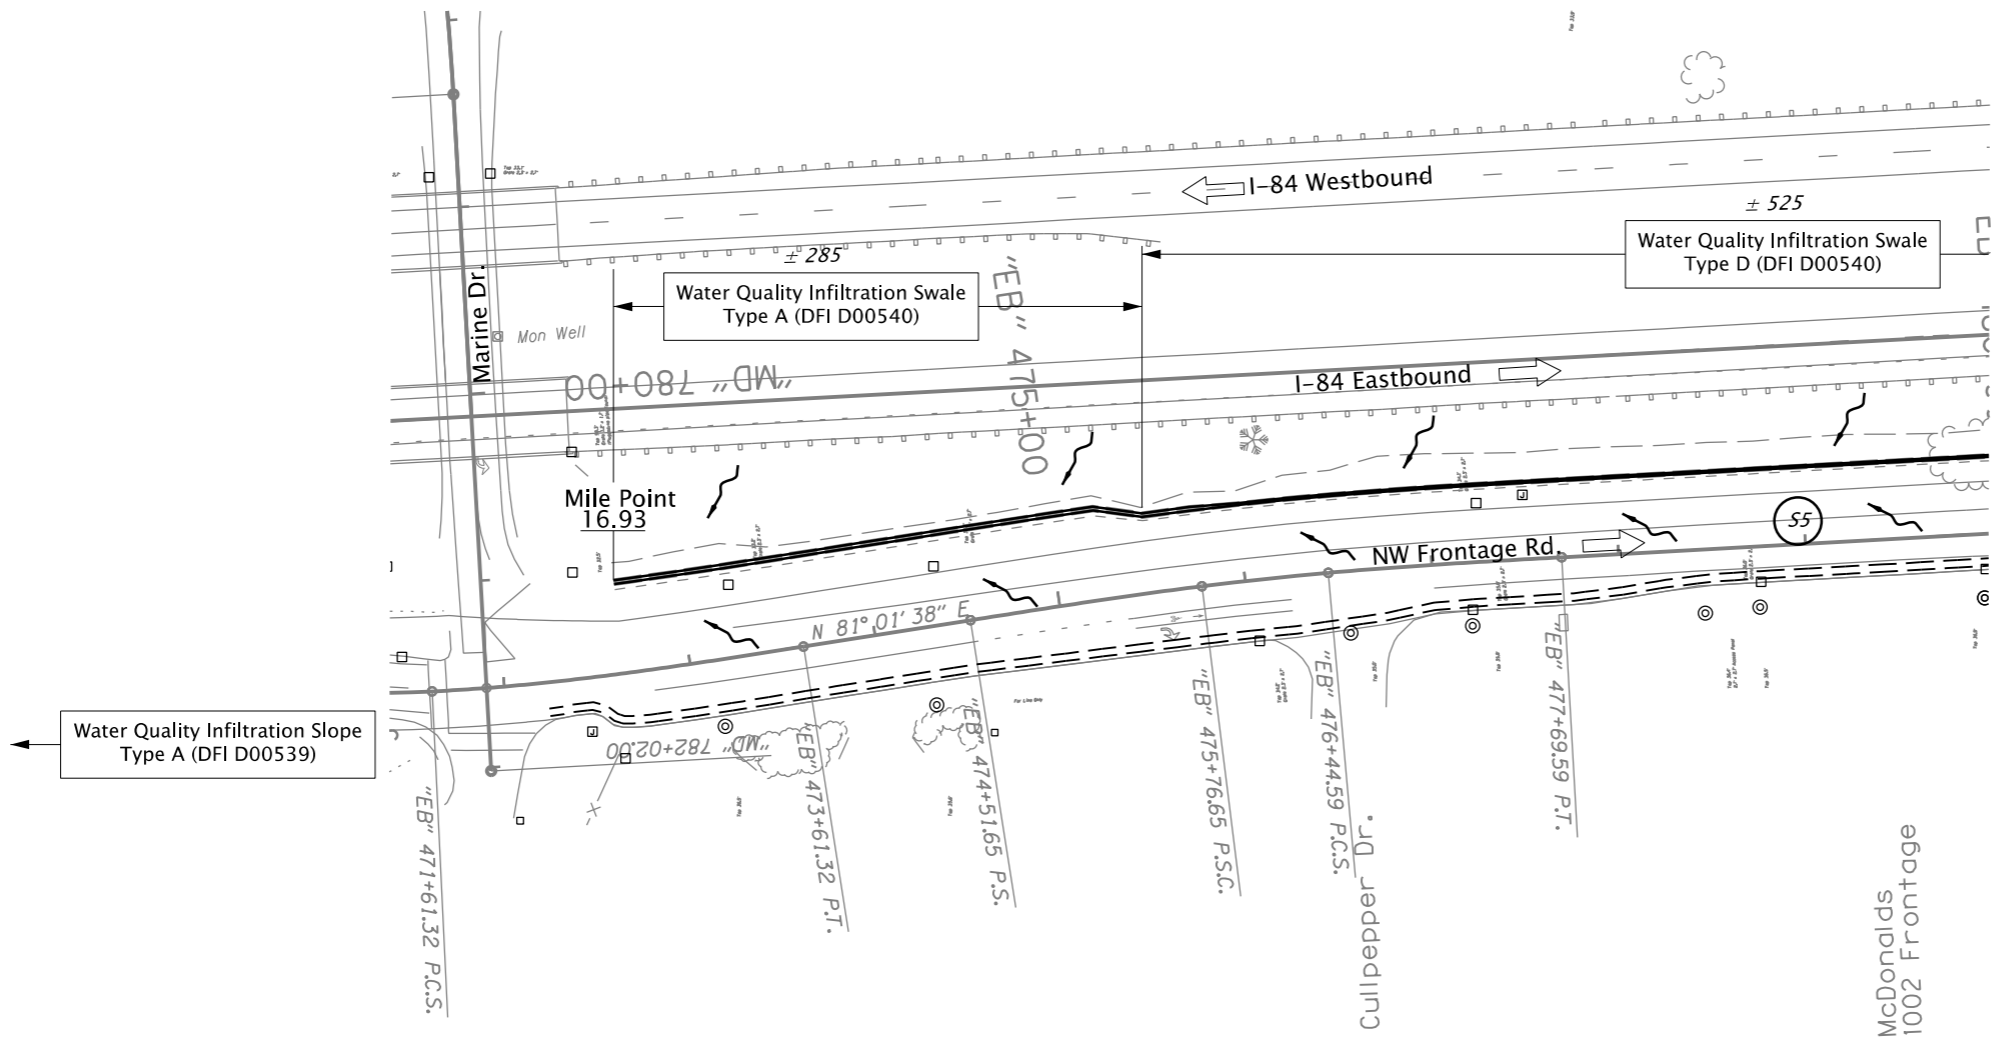 I-84 Westbound
± 525
Water Quality Infiltration Swale
Type D (DFI D00540)
± 285
Water Quality Infiltration Swale
Type A (DFI D00540)
"EB" 475+00
Marine Dr.
Mon Well
"MD" 780+00
I-84 Eastbound
Mile Point
16.93
S5
NW Frontage Rd.
N 81° 01' 38" E
Water Quality Infiltration Slope
Type A (DFI D00539)
"MD" 782+02.00
"EB" 471+61.32 P.C.S.
"EB" 473+61.32 P.T.
"EB" 474+51.65 P.S.
"EB" 475+76.65 P.S.C.
"EB" 476+44.59 P.C.S.
"EB" 477+69.59 P.T.
Cullpepper Dr.
McDonalds
1002 Frontage